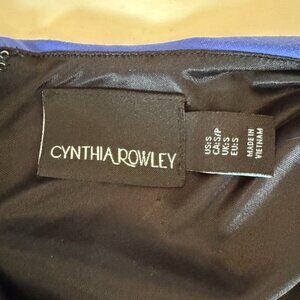 CYNTHIA ROWLEY
US:S
CA:S/P
UK:S
EU:S
MADE IN
VIETNAM